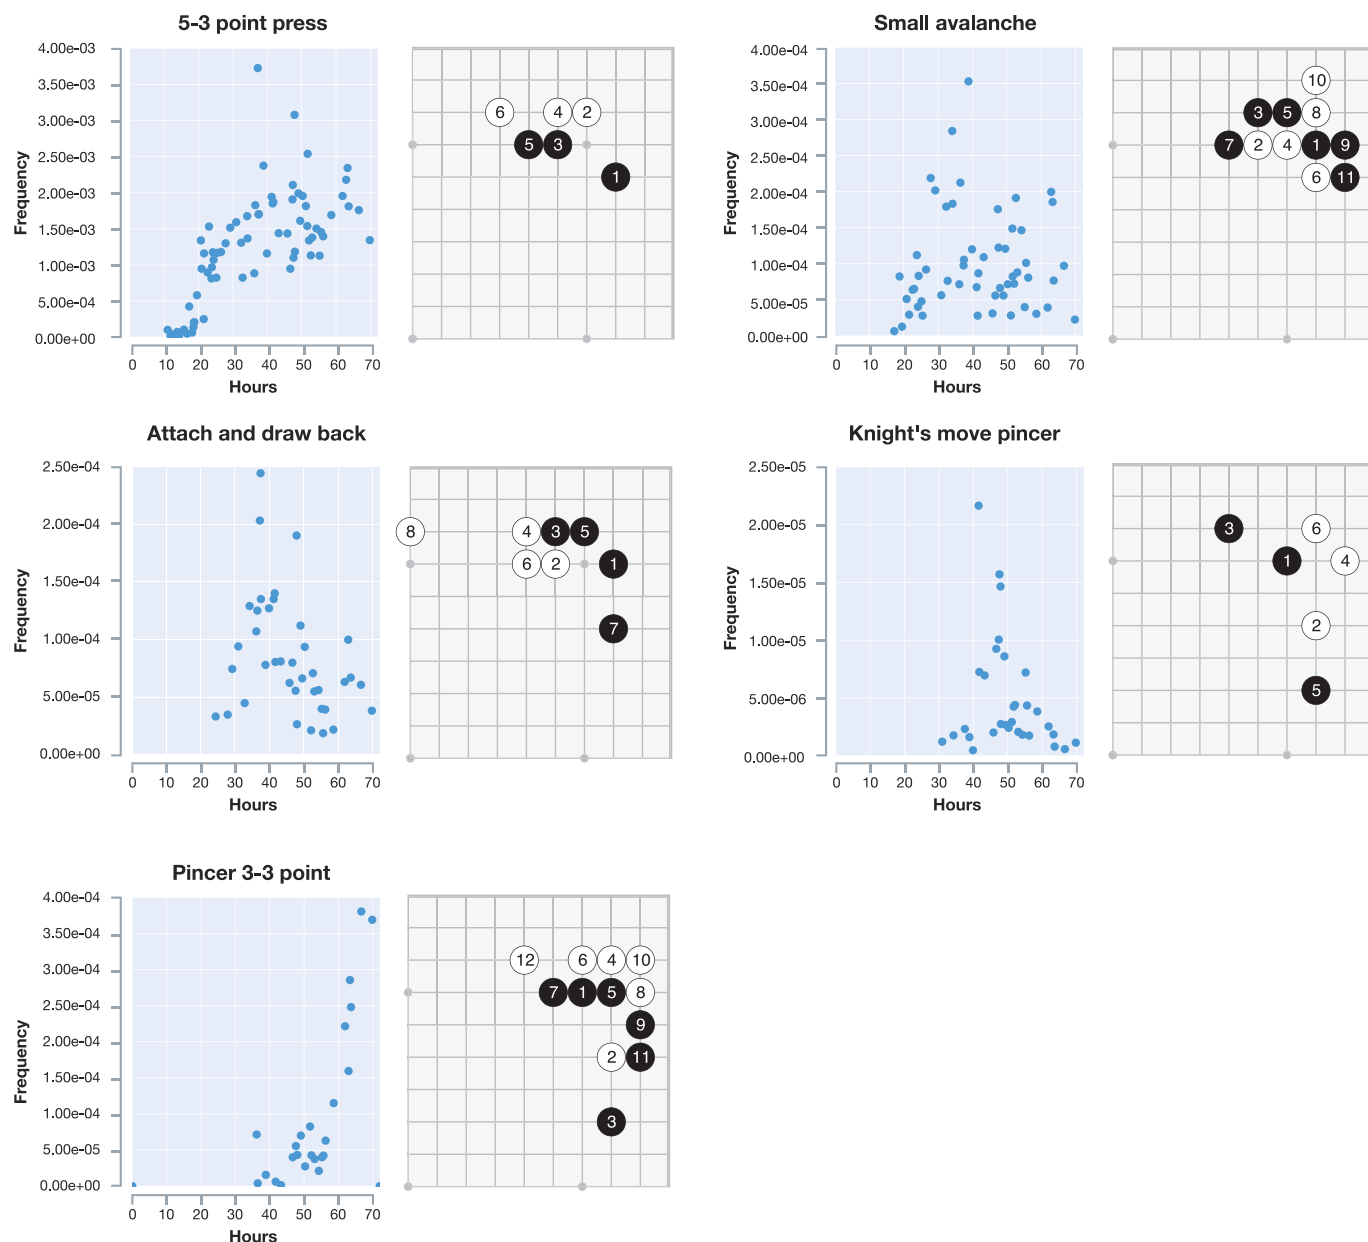 5-3 point press
4.00e-03
3.50e-03
3.00e-03
2.50e-03
2.00e-03
1.50e-03
1.00e-03
5.00e-04
0.00e+00
Frequency
0 10 20 30 40 50 60 70
Hours
6 4 2
5 3
1
Small avalanche
4.00e-04
3.50e-04
3.00e-04
2.50e-04
2.00e-04
1.50e-04
1.00e-04
5.00e-05
0.00e+00
Frequency
0 10 20 30 40 50 60 70
Hours
10
3 5 8
7 2 4 1 9
6 11
Attach and draw back
2.50e-04
2.00e-04
1.50e-04
1.00e-04
5.00e-05
0.00e+00
Frequency
0 10 20 30 40 50 60 70
Hours
8 4 3 5
6 2 1
7
Knight's move pincer
2.50e-05
2.00e-05
1.50e-05
1.00e-05
5.00e-06
0.00e+00
Frequency
0 10 20 30 40 50 60 70
Hours
3 6
1 4
2
5
Pincer 3-3 point
4.00e-04
3.50e-04
3.00e-04
2.50e-04
2.00e-04
1.50e-04
1.00e-04
5.00e-05
0.00e+00
Frequency
0 10 20 30 40 50 60 70
Hours
12 6 4 10
7 1 5 8
9
2 11
3